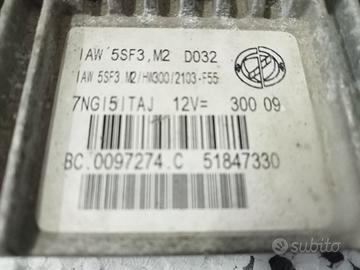 IAW 5SF3.M2 D032
IAW 5SF3 M2/HW300/2103-F55
7NGI5ITAJ 12V= 300 09
BC.0097274.C 51847330
subito